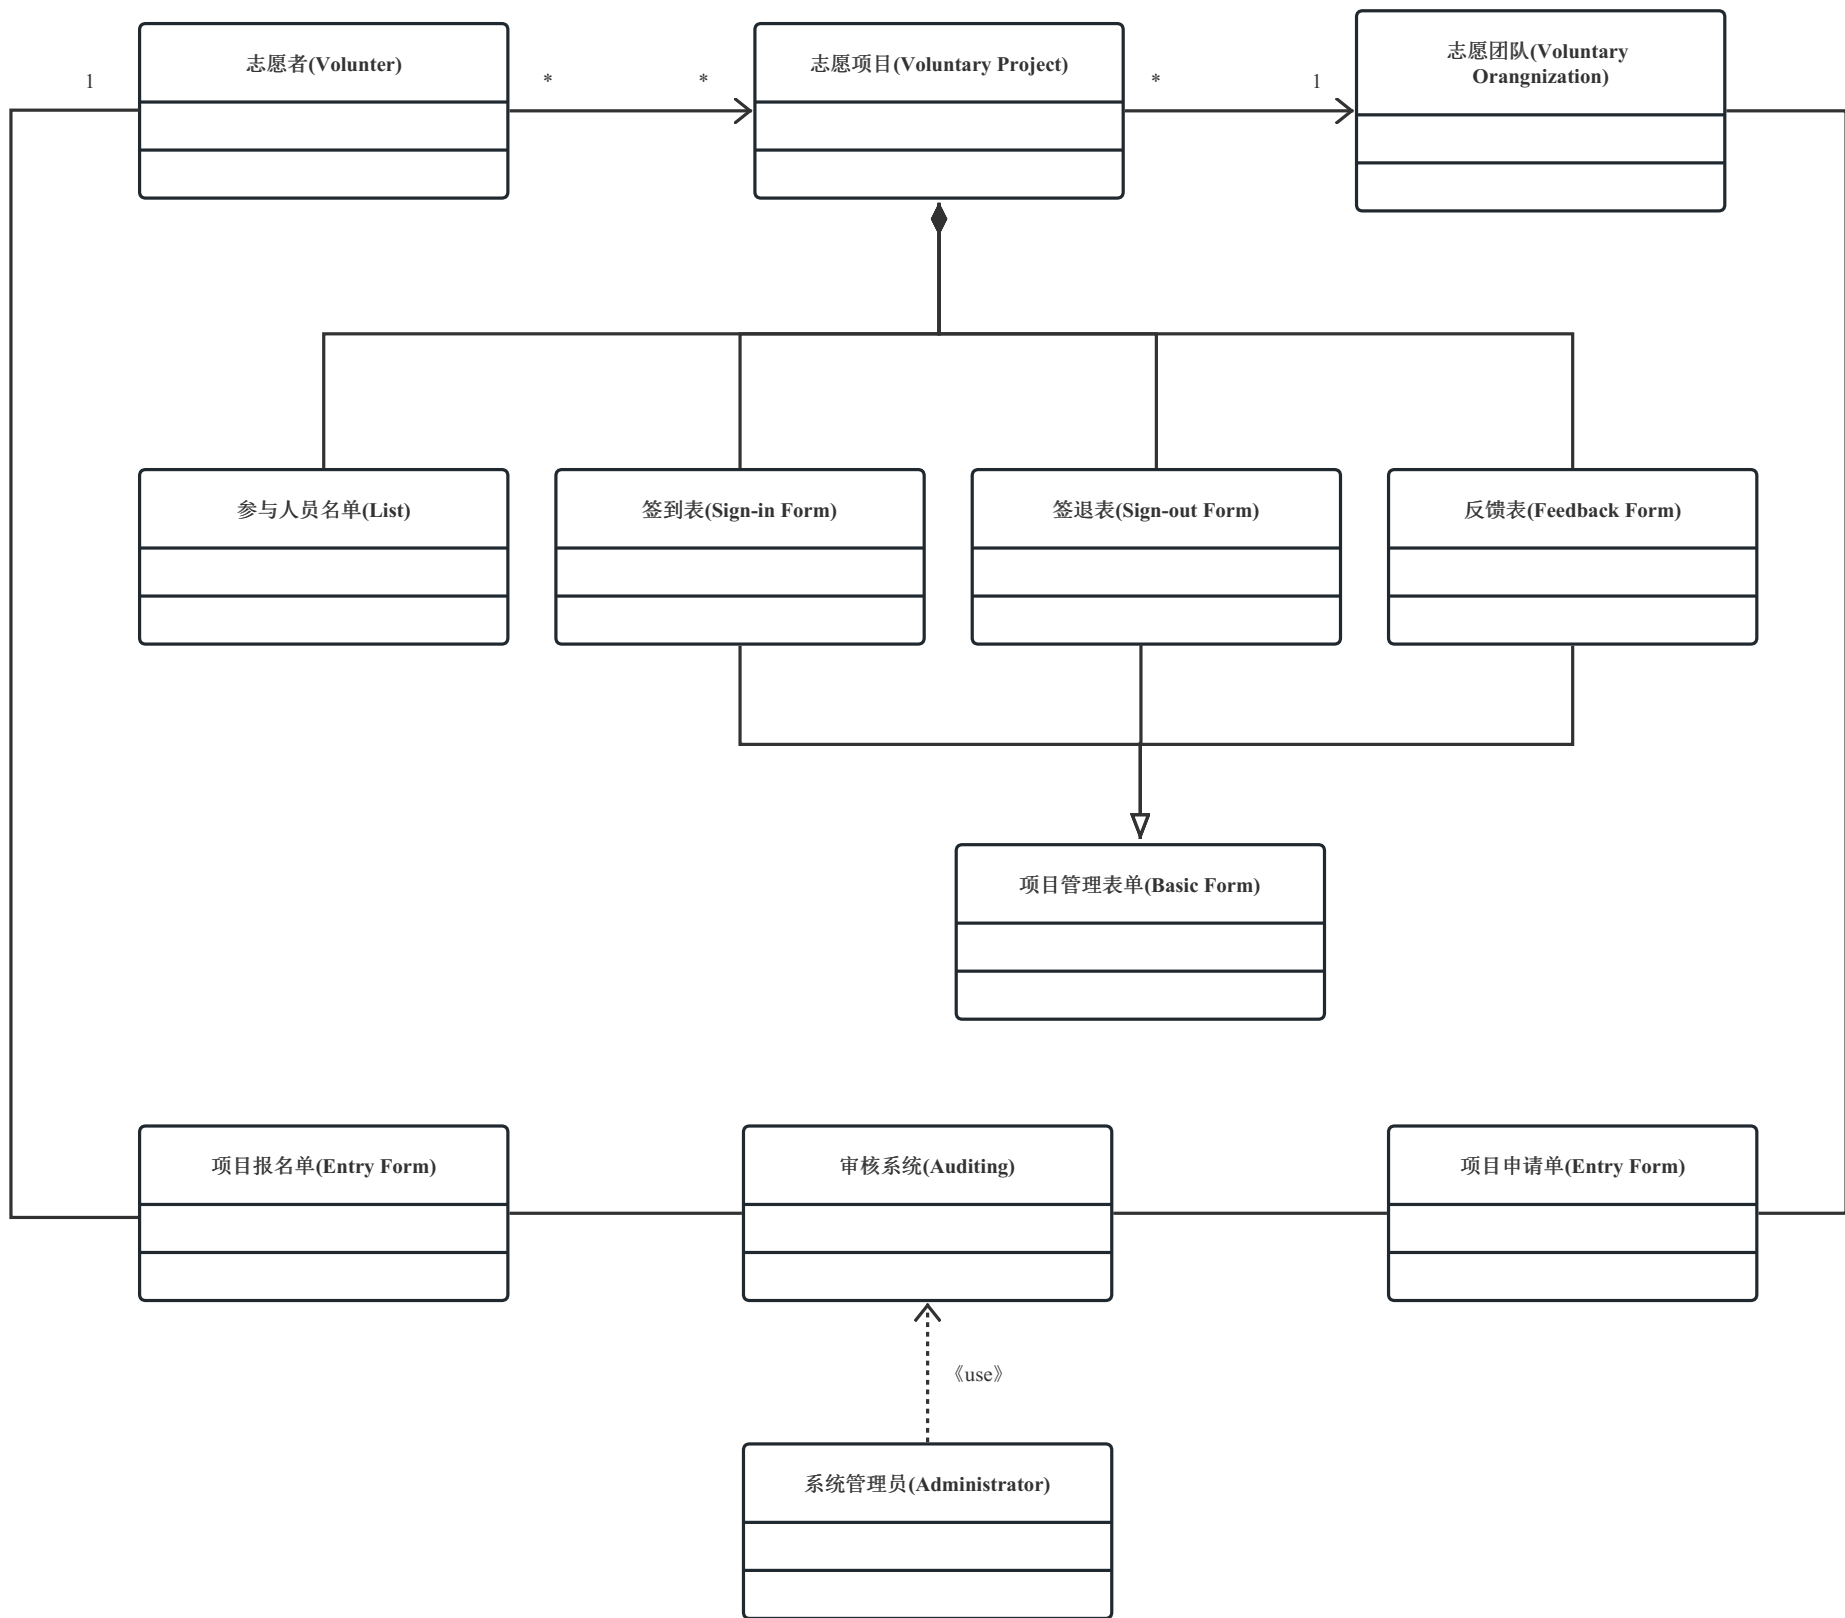 志愿者(Volunter)
志愿项目(Voluntary Project)
志愿团队(Voluntary
Orangnization)
1
*
*
*
1
参与人员名单(List)
签到表(Sign-in Form)
签退表(Sign-out Form)
反馈表(Feedback Form)
项目管理表单(Basic Form)
项目报名单(Entry Form)
审核系统(Auditing)
项目申请单(Entry Form)
《use》
系统管理员(Administrator)